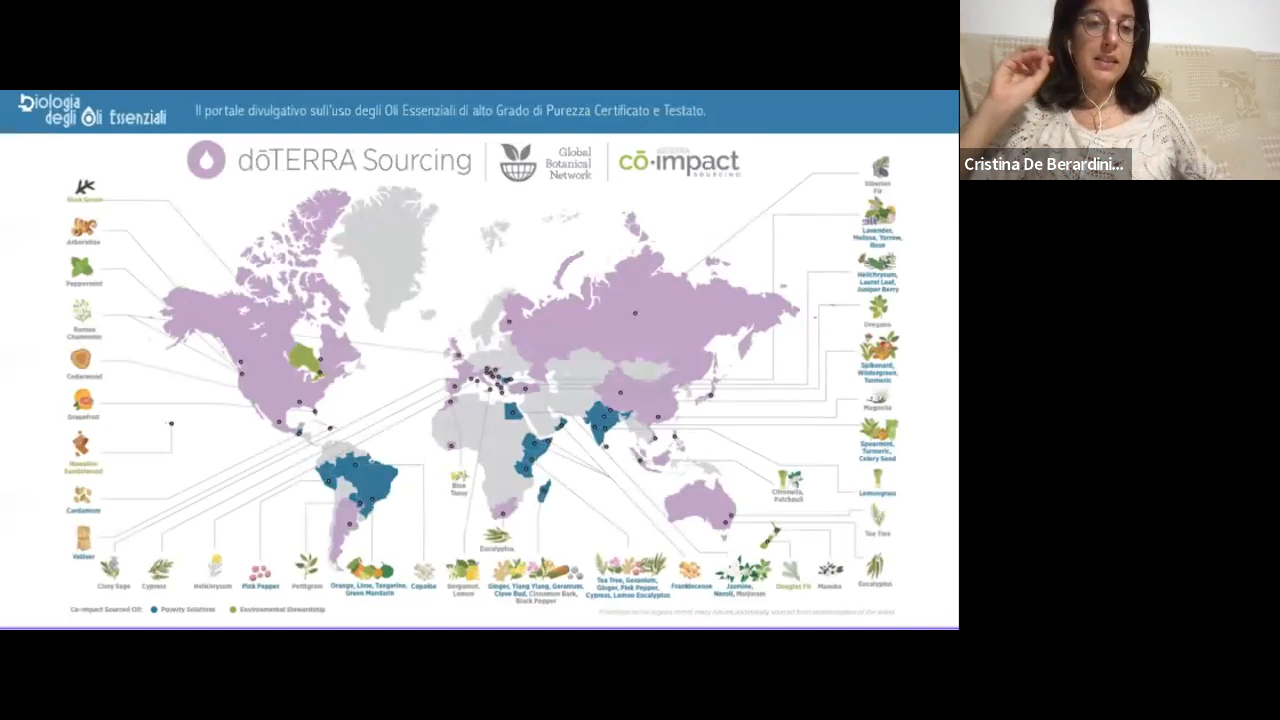 Biologia
degli Oli Essenziali
Il portale divulgativo sull'uso degli Oli Essenziali di alto Grado di Purezza Certificato e Testato.
Cristina De Berardini...
dōTERRA Sourcing
Global
Botanical
Network
dōTERRA
cō•impact
SOURCING
Arborvitae
Peppermint
Roman
Chamomile
Cedarwood
Grapefruit
Hawaiian
Sandalwood
Cardamom
Vetiver
Siberian
Fir
Lavender,
Melissa, Yarrow,
Rose
Helichrysum,
Laurel Leaf,
Juniper Berry
Oregano
Spikenard,
Wintergreen,
Turmeric
Magnolia
Spearmint,
Turmeric,
Celery Seed
Lemongrass
Tea Tree
Eucalyptus
Blue
Tansy
Citronella,
Patchouli
Eucalyptus
Clary Sage
Cypress
Helichrysum
Pink Pepper
Petitgrain
Orange, Lime, Tangerine,
Green Mandarin
Copaiba
Bergamot,
Lemon
Ginger, Ylang Ylang, Geranium,
Clove Bud, Cinnamon Bark,
Black Pepper
Tea Tree, Geranium,
Ginger, Pink Pepper,
Cypress, Lemon Eucalyptus
Frankincense
Jasmine,
Neroli, Marjoram
Douglas Fir
Manuka
Co-impact Sourced Oil:
Poverty Solutions
Environmental Stewardship